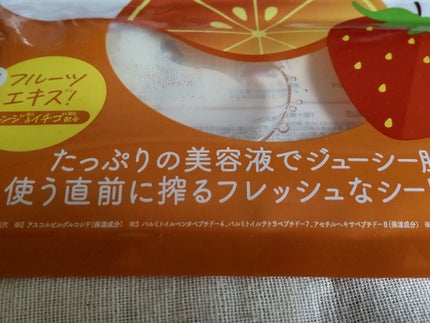 フルーツ
エキス!
ンジ&イチゴ配合
たっぷりの美容液でジューシー肌
使う直前に搾るフレッシュなシー
穴 ※2 アスコルビルグルコシド(保湿成分) ※3 パルミトイルペンタペプチド-4、パルミトイルテトラペプチド-7、アセチルヘキサペプチド-8(保湿成分)